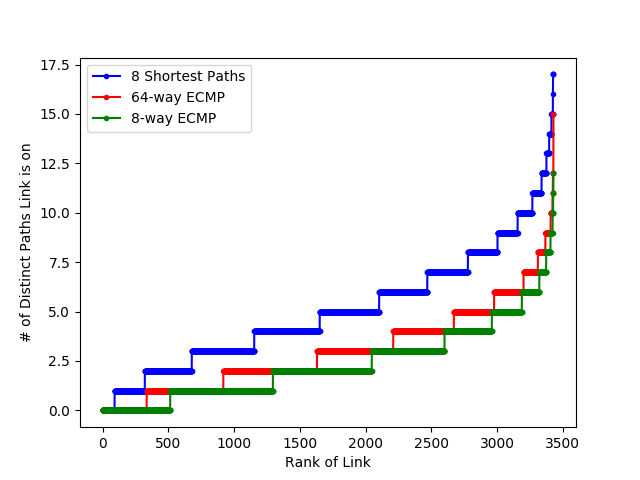 17.5
15.0
12.5
10.0
7.5
5.0
2.5
0.0
# of Distinct Paths Link is on
8 Shortest Paths
64-way ECMP
8-way ECMP
0 500 1000 1500 2000 2500 3000 3500
Rank of Link